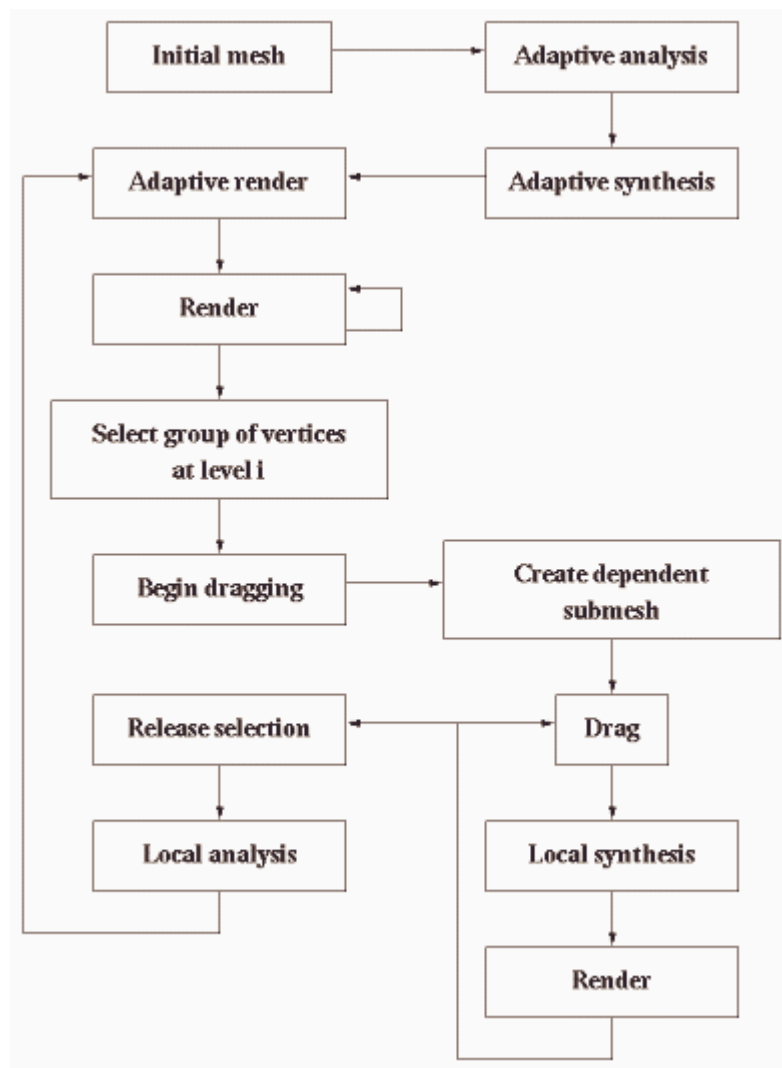 Initial mesh
Adaptive analysis
Adaptive render
Adaptive synthesis
Render
Select group of vertices
at level i
Begin dragging
Create dependent
submesh
Release selection
Drag
Local analysis
Local synthesis
Render